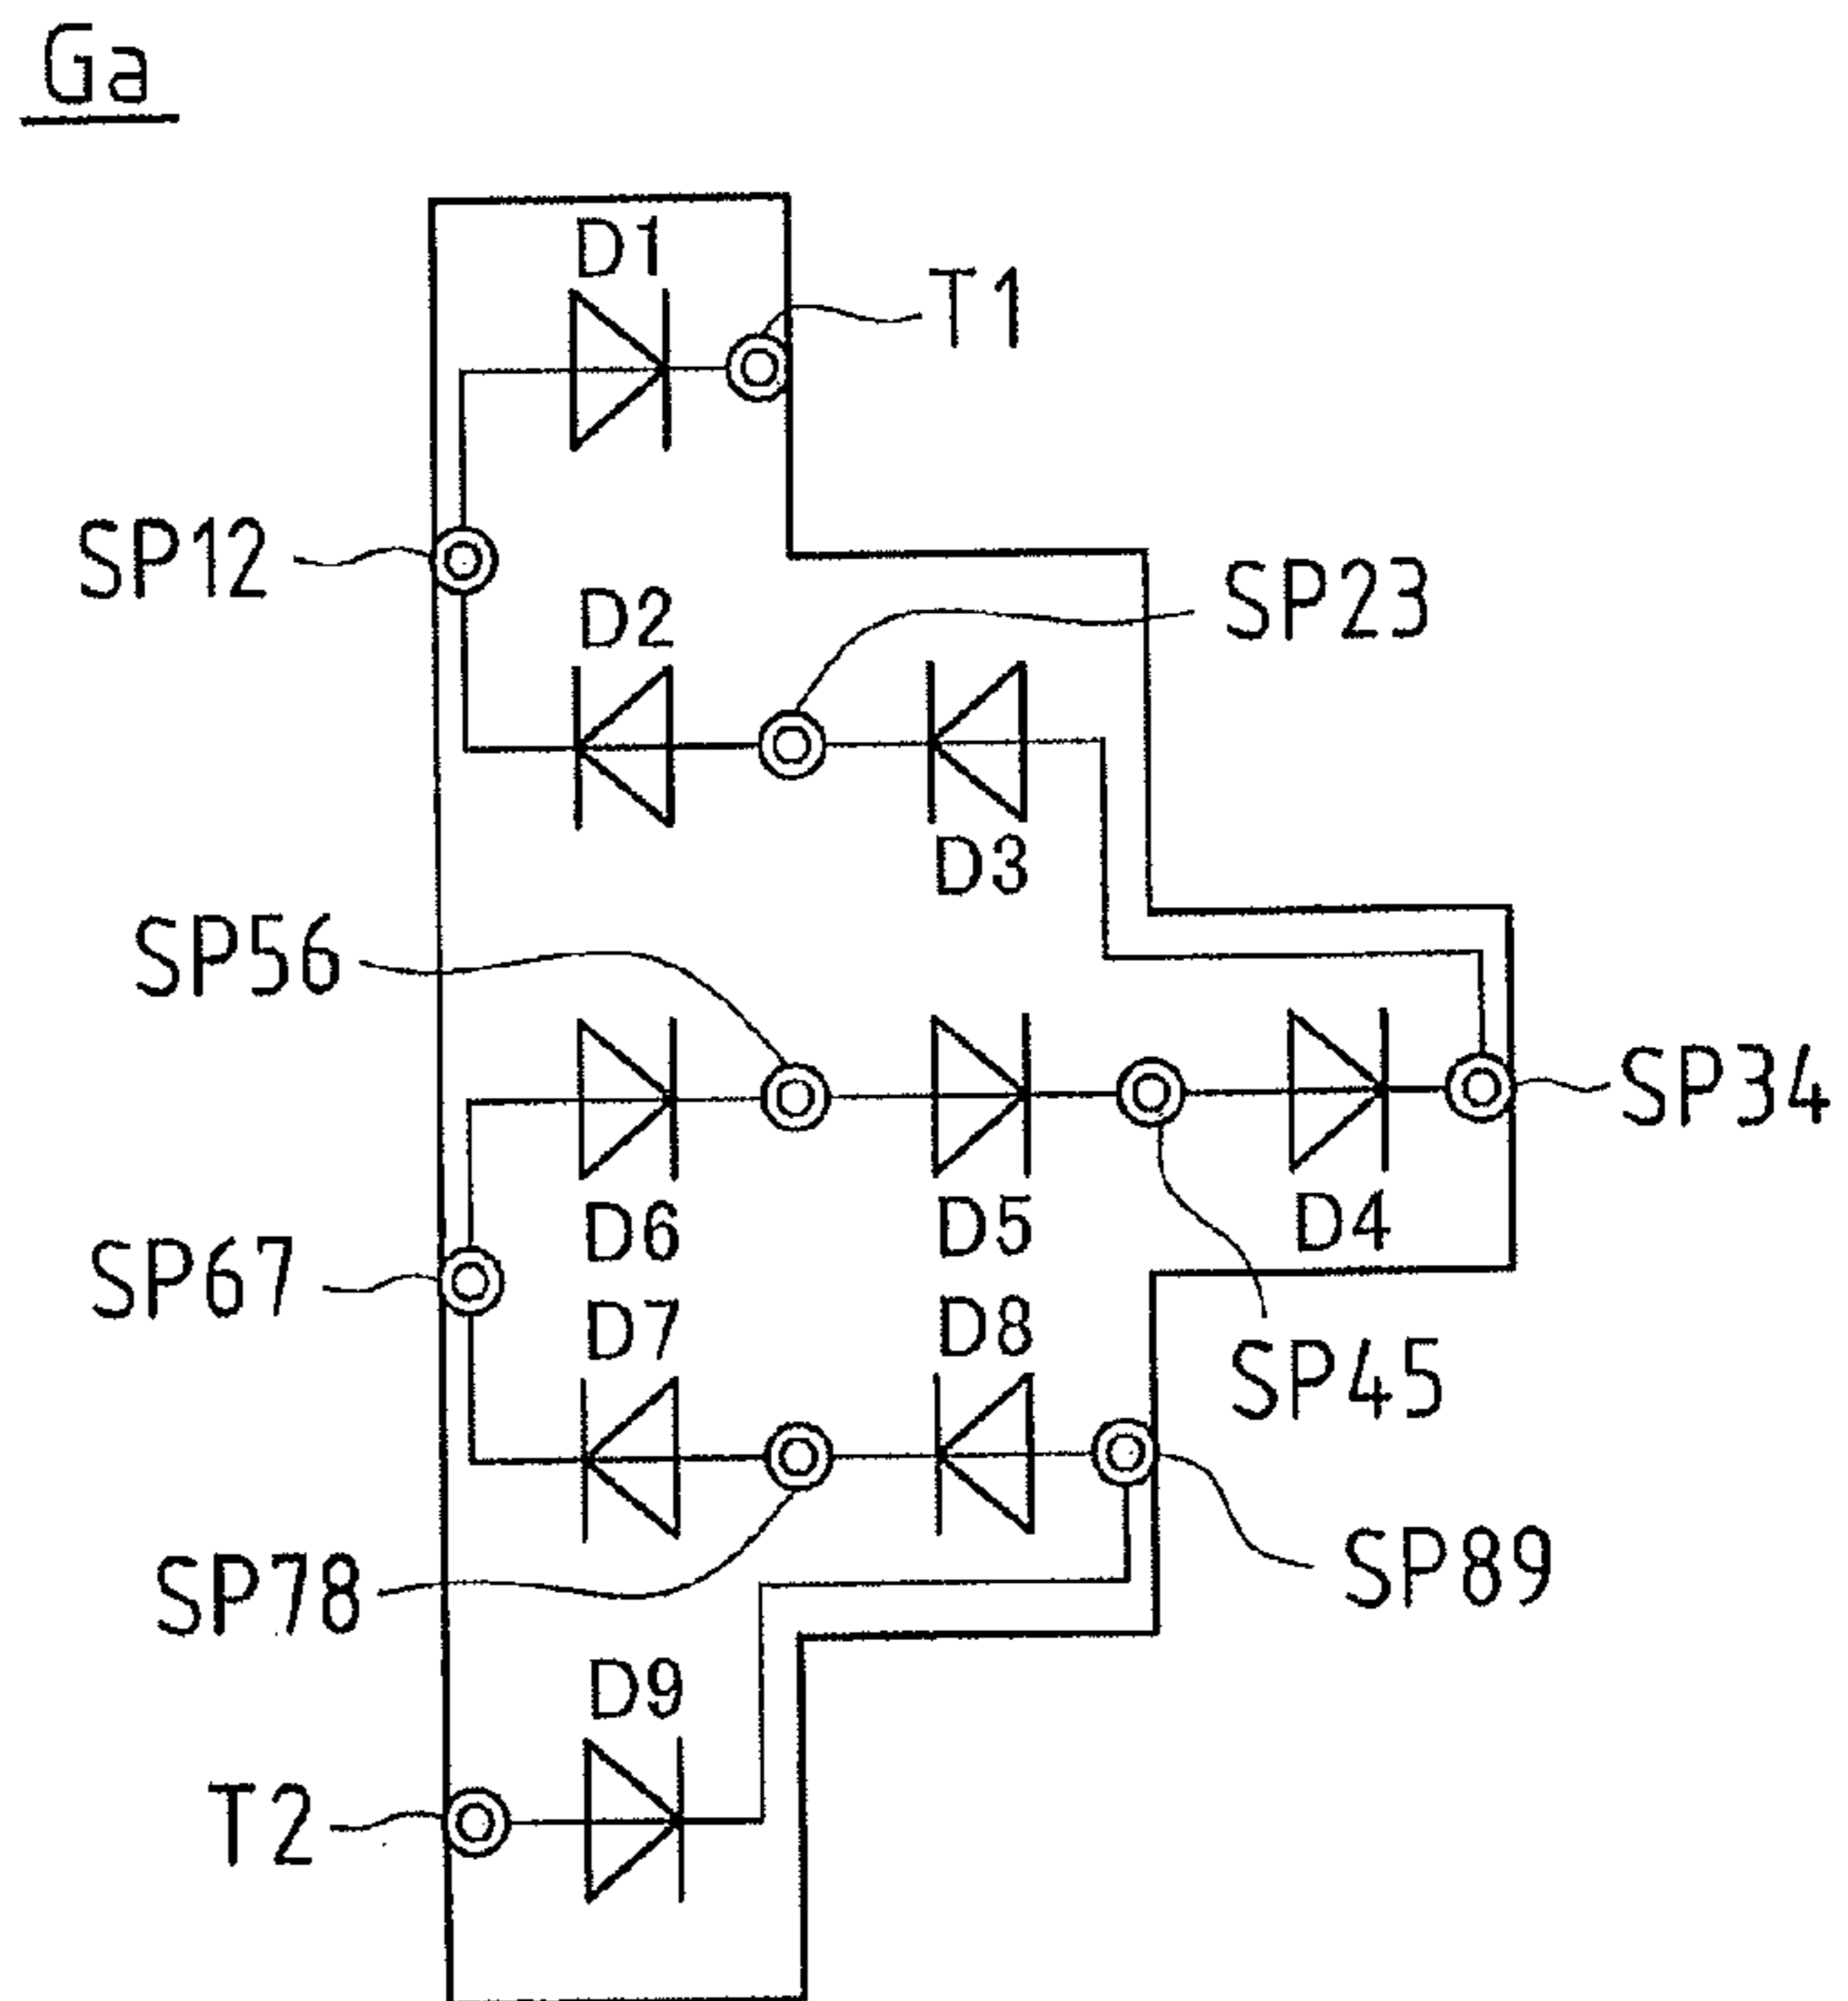 Ga
D1
T1
SP12
D2
SP23
D3
SP56
SP34
D6
D5
D4
SP67
D7
D8
SP45
SP78
SP89
D9
T2